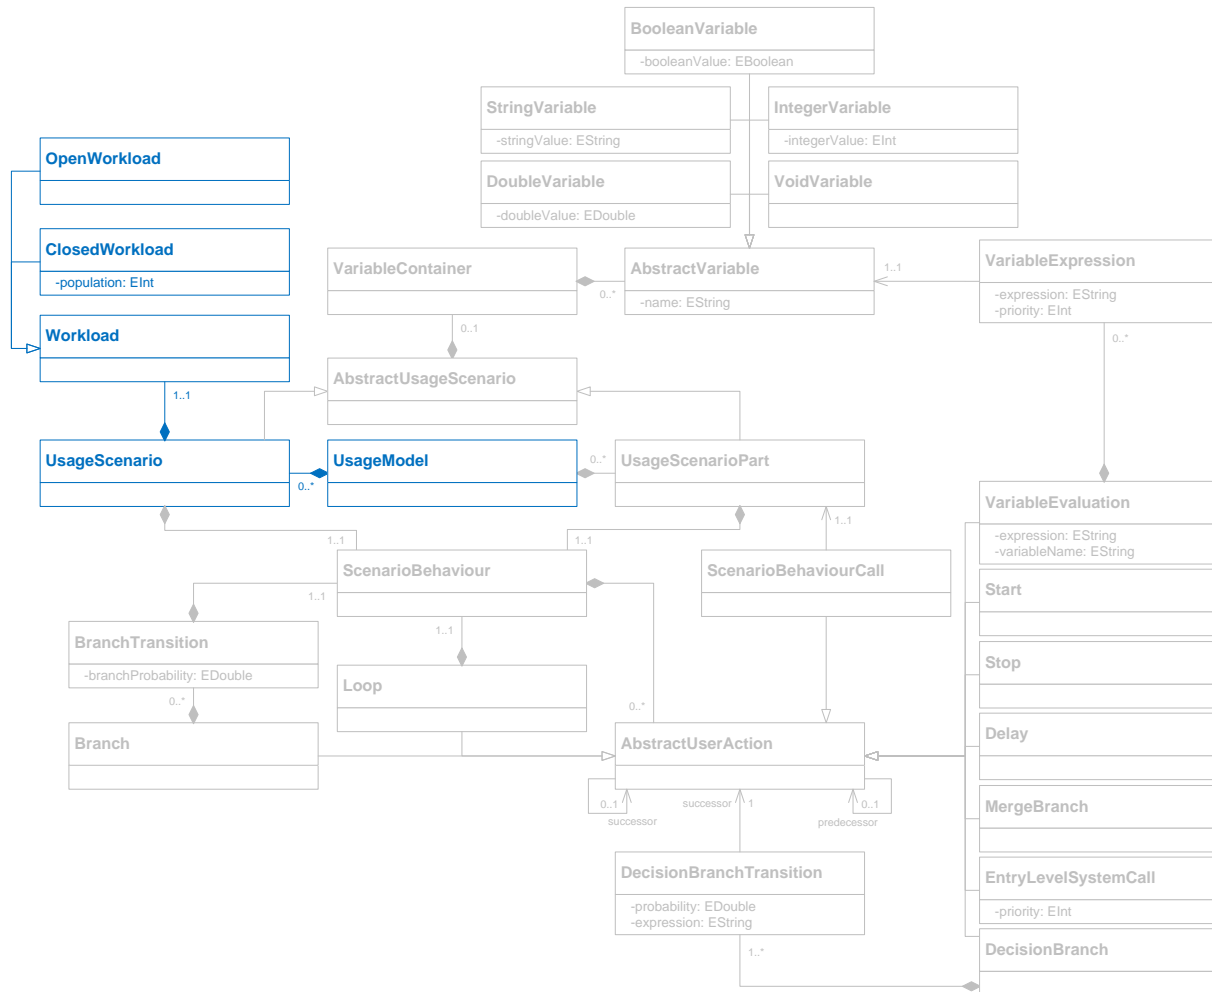 BooleanVariable
-booleanValue: EBoolean
StringVariable
-stringValue: EString
IntegerVariable
-integerValue: EInt
OpenWorkload
DoubleVariable
-doubleValue: EDouble
VoidVariable
ClosedWorkload
-population: EInt
VariableContainer
0..*
AbstractVariable
-name: EString
1..1
VariableExpression
-expression: EString
-priority: EInt
Workload
0..1
0..*
AbstractUsageScenario
1..1
UsageScenario
0..*
UsageModel
0..*
UsageScenarioPart
VariableEvaluation
-expression: EString
-variableName: EString
1..1
1..1
1..1
ScenarioBehaviour
ScenarioBehaviourCall
Start
1..1
BranchTransition
-branchProbability: EDouble
1..1
Stop
Loop
0..*
0..*
Branch
AbstractUserAction
Delay
0..1
successor
successor
1
0..1
predecessor
MergeBranch
DecisionBranchTransition
-probability: EDouble
-expression: EString
EntryLevelSystemCall
-priority: EInt
1..*
DecisionBranch